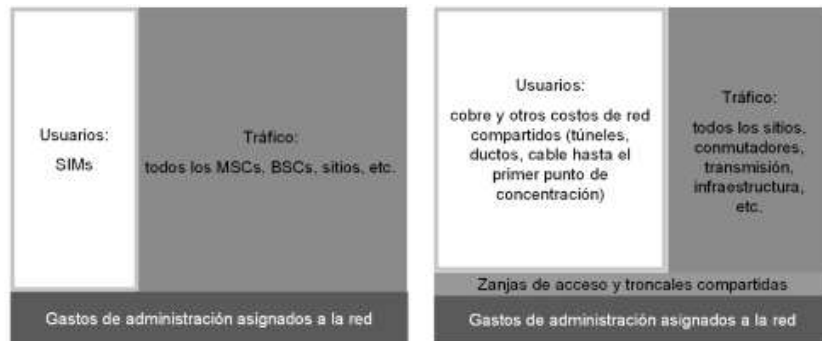 Usuarios:
SIMs
Tráfico:
todos los MSCs, BSCs, sitios, etc.
Gastos de administración asignados a la red
Usuarios:
cobre y otros costos de red
compartidos (túneles,
ductos, cable hasta el
primer punto de
concentración)
Tráfico:
todos los sitios,
conmutadores,
transmisión,
infraestructura,
etc.
Zanjas de acceso y troncales compartidas
Gastos de administración asignados a la red